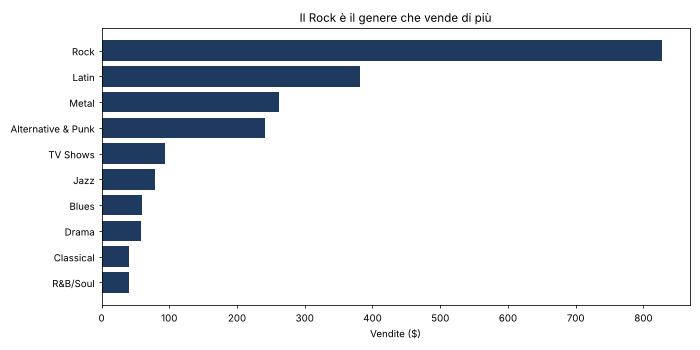 Il Rock è il genere che vende di più
Rock
Latin
Metal
Alternative & Punk
TV Shows
Jazz
Blues
Drama
Classical
R&B/Soul
0 100 200 300 400 500 600 700 800
Vendite ($)